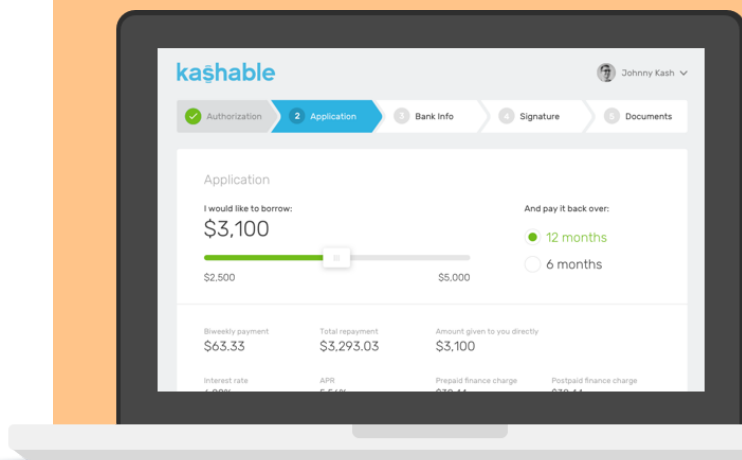 kashable
Johnny Kash
Authorization
2 Application
3 Bank Info
4 Signature
5 Documents
Application
I would like to borrow:
$3,100
$2,500
$5,000
And pay it back over:
12 months
6 months
Biweekly payment
$63.33
Total repayment
$3,293.03
Amount given to you directly
$3,100
Interest rate
APR
Prepaid finance charge
Postpaid finance charge